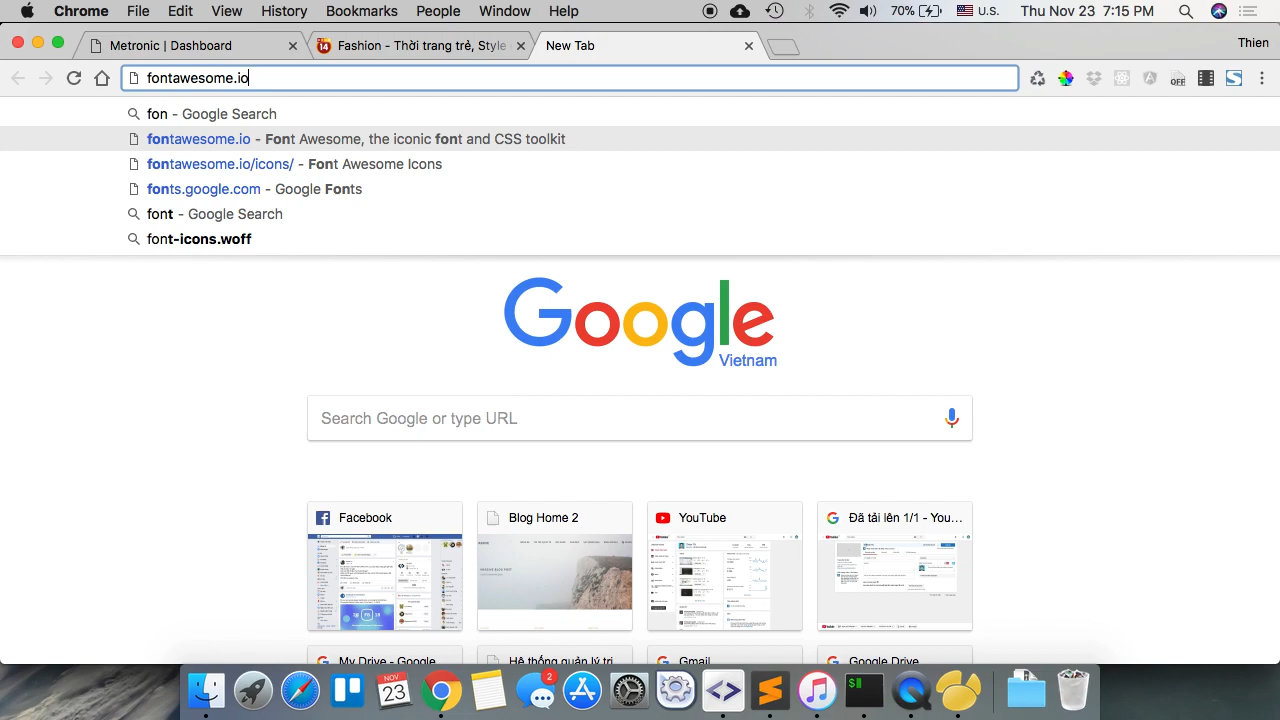 Chrome File Edit View History Bookmarks People Window Help 70% U.S. Thu Nov 23 7:15 PM
Metronic | Dashboard
14 Fashion - Thời trang trẻ, Style
New Tab
Thien
fontawesome.io
OFF
fon - Google Search
fontawesome.io - Font Awesome, the iconic font and CSS toolkit
fontawesome.io/icons/ - Font Awesome Icons
fonts.google.com - Google Fonts
font - Google Search
font-icons.woff
Google
Vietnam
Search Google or type URL
Facebook
Blog Home 2
YouTube
Đã tải lên 1/1 - You...
My Drive - Google
Hệ thống quản lý tri
Gmail
Google Drive
NOV
23
2
$